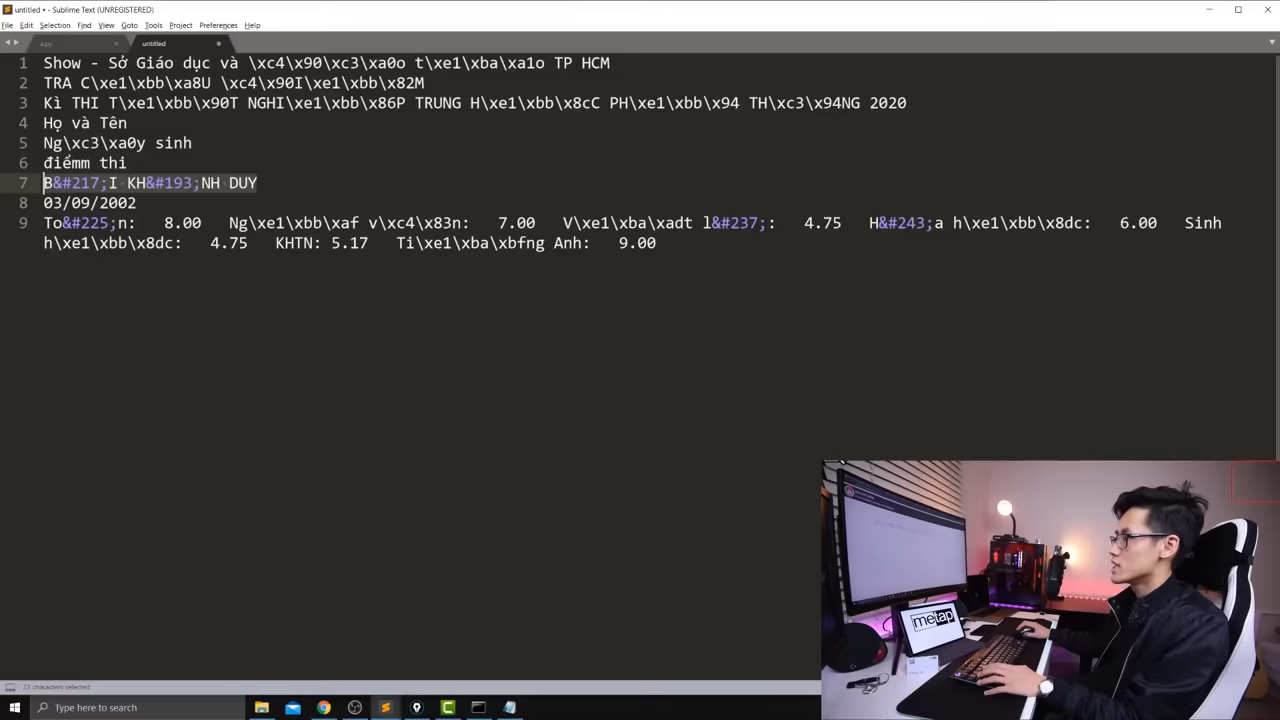 untitled • - Sublime Text (UNREGISTERED)
File Edit Selection Find View Goto Tools Project Preferences Help
a.py
untitled
1 Show - Sở Giáo dục và \xc4\x90\xc3\xa0o t\xe1\xba\xa1o TP HCM
2 TRA C\xe1\xbb\xa8U \xc4\x90I\xe1\xbb\x82M
3 Kì THI T\xe1\xbb\x90T NGHI\xe1\xbb\x86P TRUNG H\xe1\xbb\x8cC PH\xe1\xbb\x94 TH\xc3\x94NG 2020
4 Họ và Tên
5 Ng\xc3\xa0y sinh
6 điểmm thi
7 B&#217;I KH&#193;NH DUY
8 03/09/2002
9 To&#225;n: 8.00 Ng\xe1\xbb\xaf v\xc4\x83n: 7.00 V\xe1\xba\xadt l&#237;: 4.75 H&#243;a h\xe1\xbb\x8dc: 6.00 Sinh
h\xe1\xbb\x8dc: 4.75 KHTN: 5.17 Ti\xe1\xba\xbfng Anh: 9.00
metap
23 characters selected
Type here to search